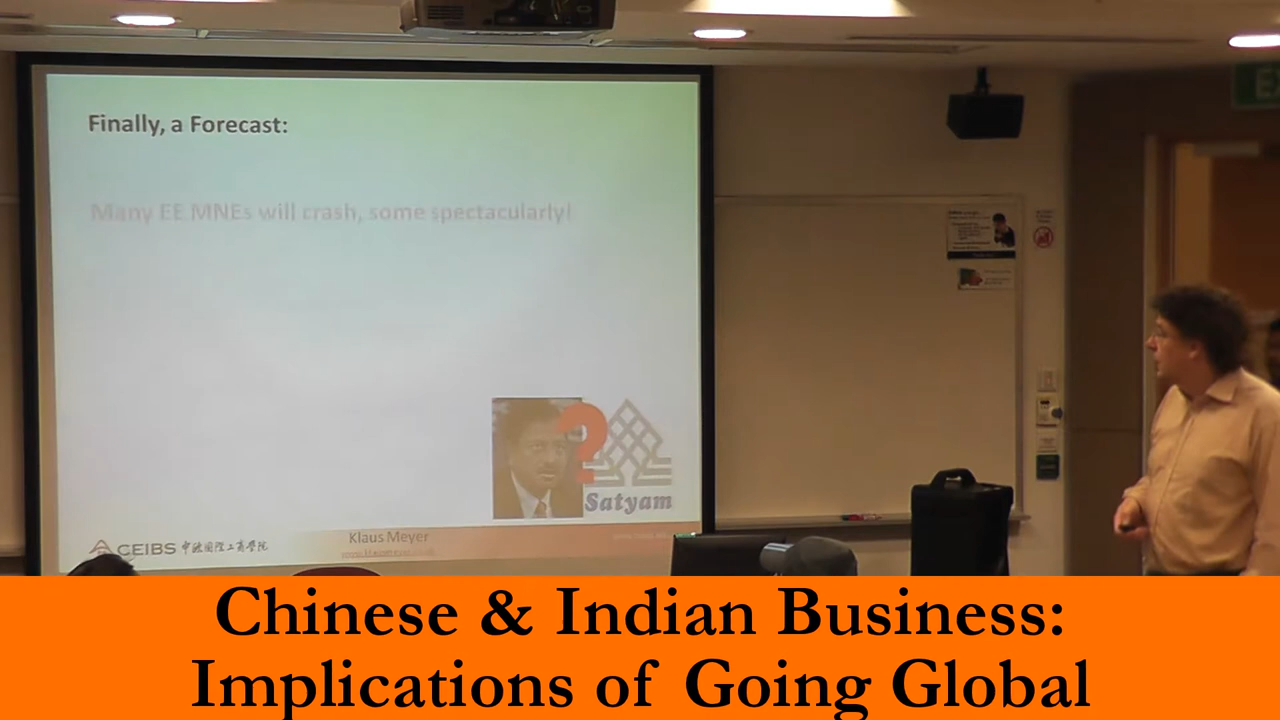 Finally, a Forecast:
Many EE MNEs will crash, some spectacularly!
?
Satyam
Klaus Meyer
CEIBS 中欧国际工商学院
Chinese & Indian Business:
Implications of Going Global